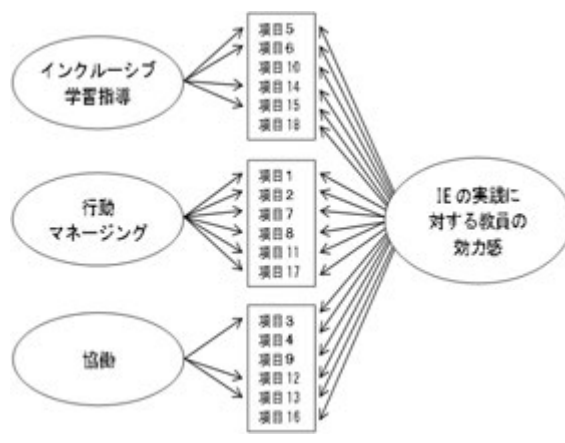 インクルーシブ
学習指導
項目5
項目6
項目10
項目14
項目15
項目18
行動
マネージング
項目1
項目2
項目7
項目8
項目11
項目17
協働
項目3
項目4
項目9
項目12
項目13
項目16
IEの実践に
対する教員の
効力感